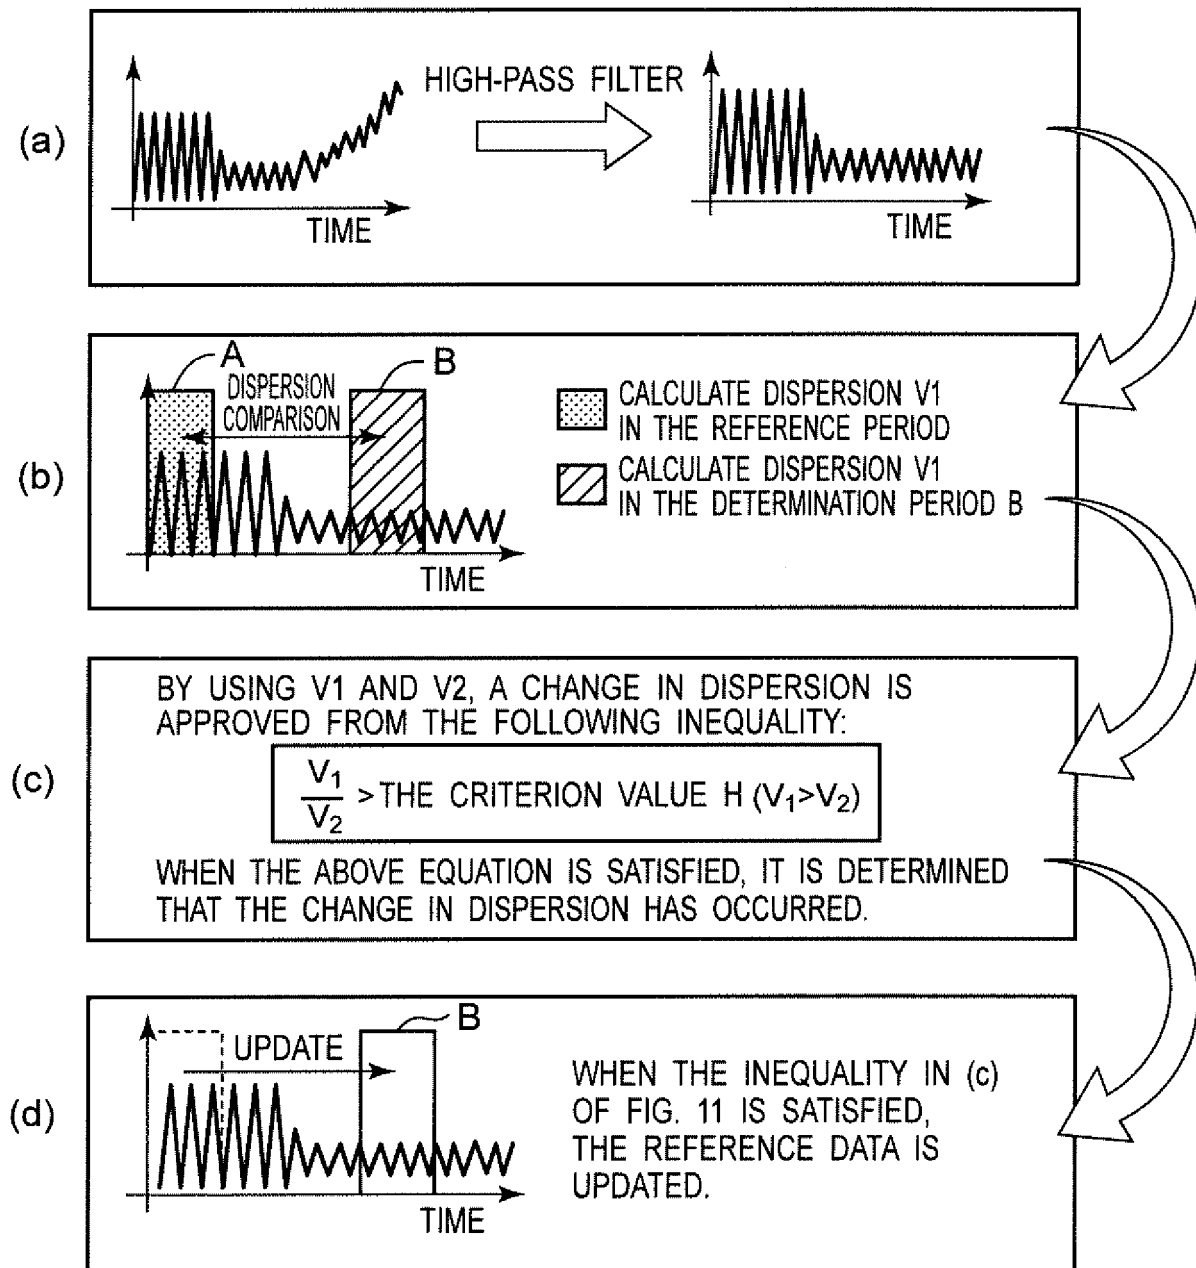 (a)
HIGH-PASS FILTER
TIME
TIME
(b)
A
DISPERSION
COMPARISON
B
TIME
CALCULATE DISPERSION V1
IN THE REFERENCE PERIOD
CALCULATE DISPERSION V1
IN THE DETERMINATION PERIOD B
(c)
BY USING V1 AND V2, A CHANGE IN DISPERSION IS
APPROVED FROM THE FOLLOWING INEQUALITY:
V₁
V₂
>THE CRITERION VALUE H (V₁>V₂)
WHEN THE ABOVE EQUATION IS SATISFIED, IT IS DETERMINED
THAT THE CHANGE IN DISPERSION HAS OCCURRED.
(d)
UPDATE
B
TIME
WHEN THE INEQUALITY IN (c)
OF FIG. 11 IS SATISFIED,
THE REFERENCE DATA IS
UPDATED.